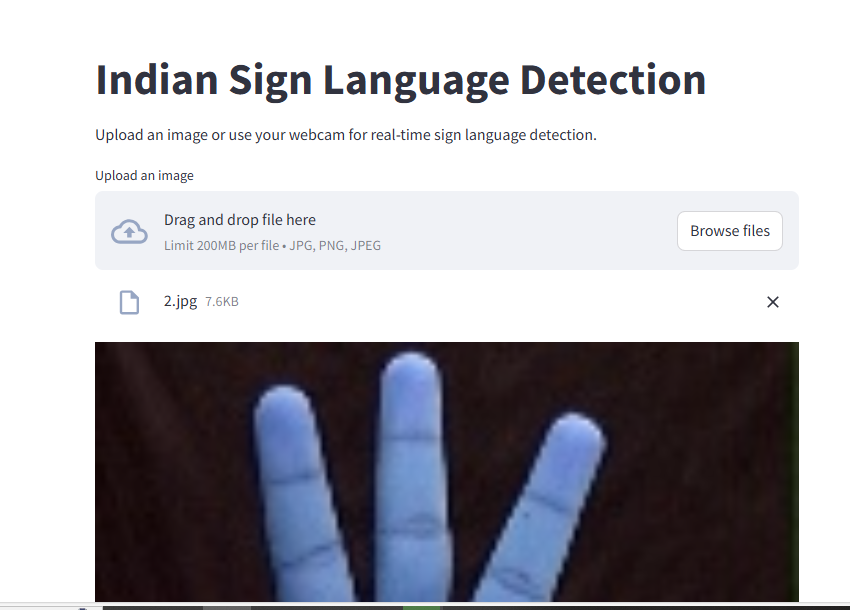 Indian Sign Language Detection
Upload an image or use your webcam for real-time sign language detection.
Upload an image
Drag and drop file here
Limit 200MB per file • JPG, PNG, JPEG
Browse files
2.jpg 7.6KB